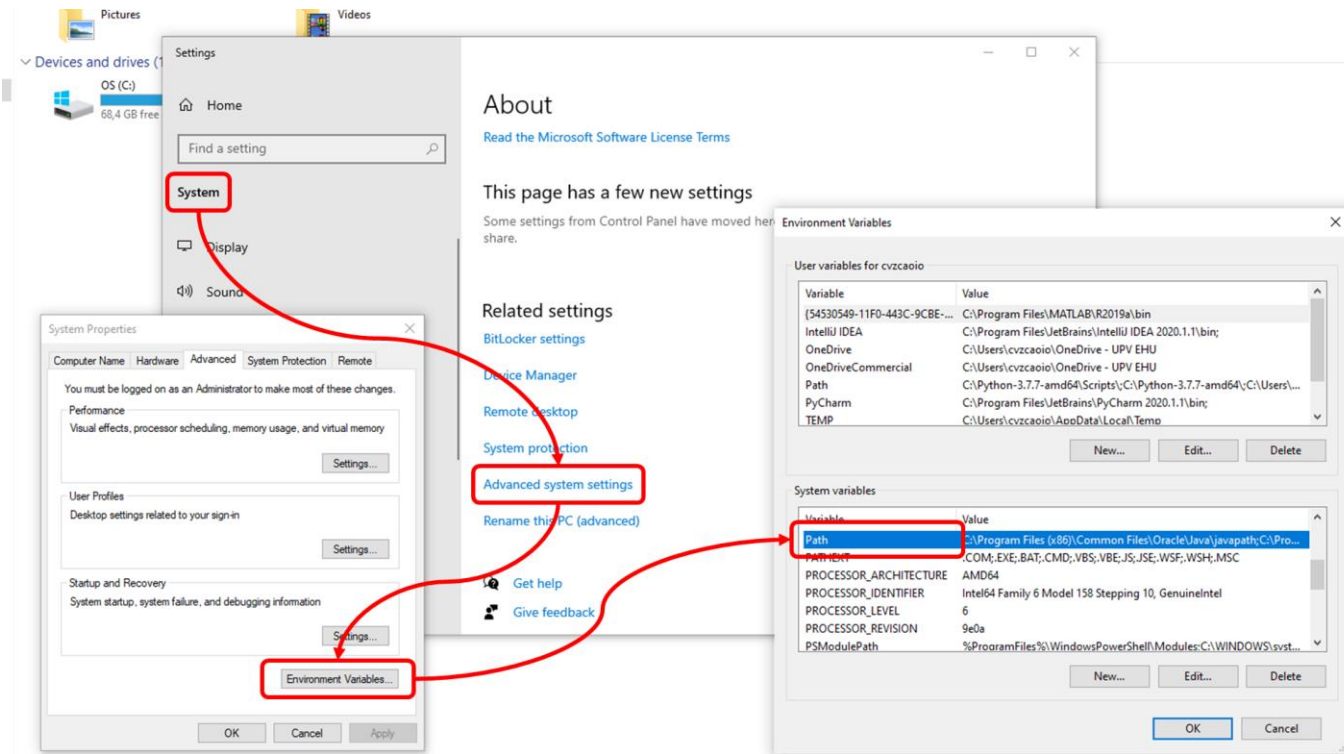 Pictures
Videos
Devices and drives (1
OS (C:)
68,4 GB free
Settings
Home
Find a setting
System
Display
Sound
About
Read the Microsoft Software License Terms
This page has a few new settings
Some settings from Control Panel have moved her
share.
Related settings
BitLocker settings
Device Manager
Remote desktop
System protection
Advanced system settings
Rename this PC (advanced)
Get help
Give feedback
System Properties
Computer Name Hardware Advanced System Protection Remote
You must be logged on as an Administrator to make most of these changes.
Performance
Visual effects, processor scheduling, memory usage, and virtual memory
Settings...
User Profiles
Desktop settings related to your sign-in
Settings...
Startup and Recovery
System startup, system failure, and debugging information
Settings...
Environment Variables...
OK Cancel Apply
Environment Variables
User variables for cvzcaoio
Variable Value
{54530549-11F0-443C-9CBE-... C:\Program Files\MATLAB\R2019a\bin
IntelliJ IDEA C:\Program Files\JetBrains\IntelliJ IDEA 2020.1.1\bin;
OneDrive C:\Users\cvzcaoio\OneDrive - UPV EHU
OneDriveCommercial C:\Users\cvzcaoio\OneDrive - UPV EHU
Path C:\Python-3.7.7-amd64\Scripts\;C:\Python-3.7.7-amd64\;C:\Users\...
PyCharm C:\Program Files\JetBrains\PyCharm 2020.1.1\bin;
TEMP C:\Users\cvzcaoio\AppData\Local\Temp
New... Edit... Delete
System variables
Variable Value
Path C:\Program Files (x86)\Common Files\Oracle\Java\javapath;C:\Pro...
PATHEXT .COM;.EXE;.BAT;.CMD;.VBS;.VBE;.JS;.JSE;.WSF;.WSH;.MSC
PROCESSOR_ARCHITECTURE AMD64
PROCESSOR_IDENTIFIER Intel64 Family 6 Model 158 Stepping 10, GenuineIntel
PROCESSOR_LEVEL 6
PROCESSOR_REVISION 9e0a
PSModulePath %ProgramFiles%\WindowsPowerShell\Modules;C:\WINDOWS\syst...
New... Edit... Delete
OK Cancel